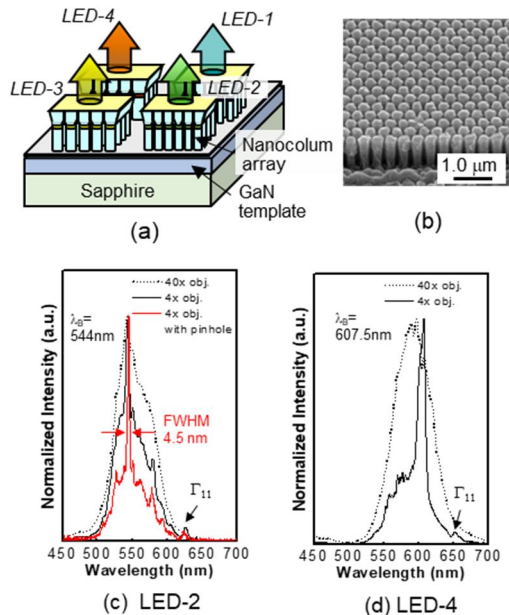 LED-4
LED-1
LED-3
LED-2
Nanocolum
array
GaN
template
Sapphire
(a)
1.0 μm
(b)
Normalized Intensity (a.u.)
40x obj.
4x obj.
4x obj.
with pinhole
λB=
544nm
FWHM
4.5 nm
Γ11
450 500 550 600 650 700
Wavelength (nm)
(c) LED-2
Normalized Intensity (a.u.)
40x obj.
4x obj.
λB=
607.5nm
Γ11
450 500 550 600 650 700
Wavelength (nm)
(d) LED-4